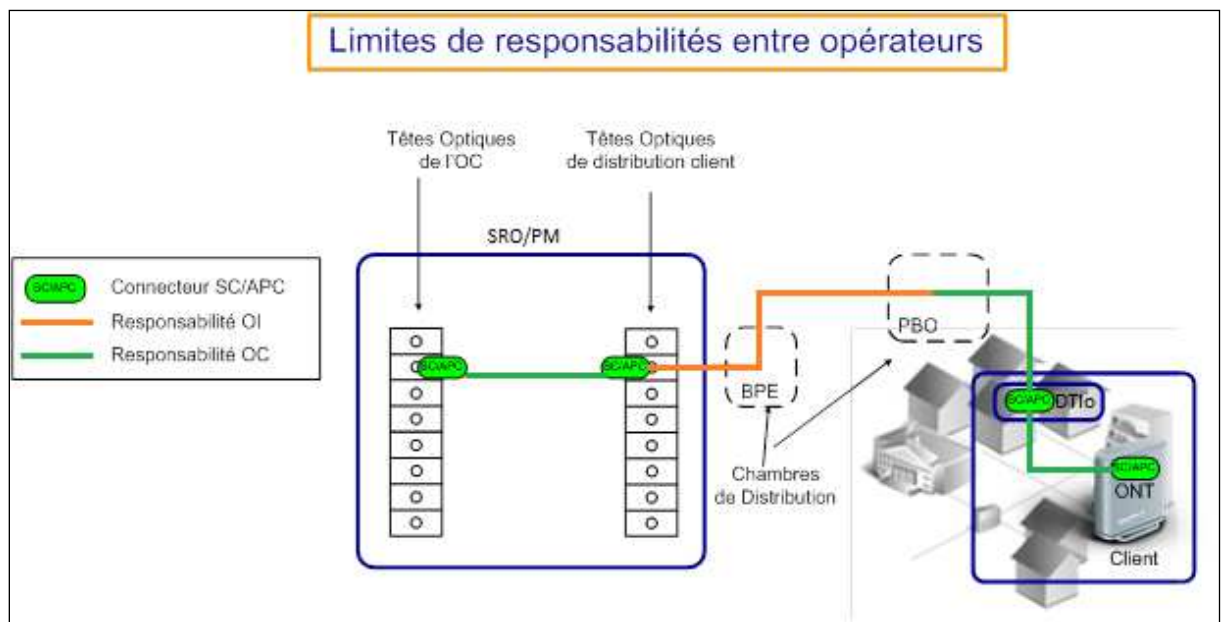 Limites de responsabilités entre opérateurs
Têtes Optiques
de l'OC
Têtes Optiques
de distribution client
SRO/PM
SC/APC
Connecteur SC/APC
Responsabilité OI
Responsabilité OC
SC/APC
SC/APC
BPE
PBO
SC/APC
DTIo
SC/APC
ONT
Chambres
de Distribution
Client